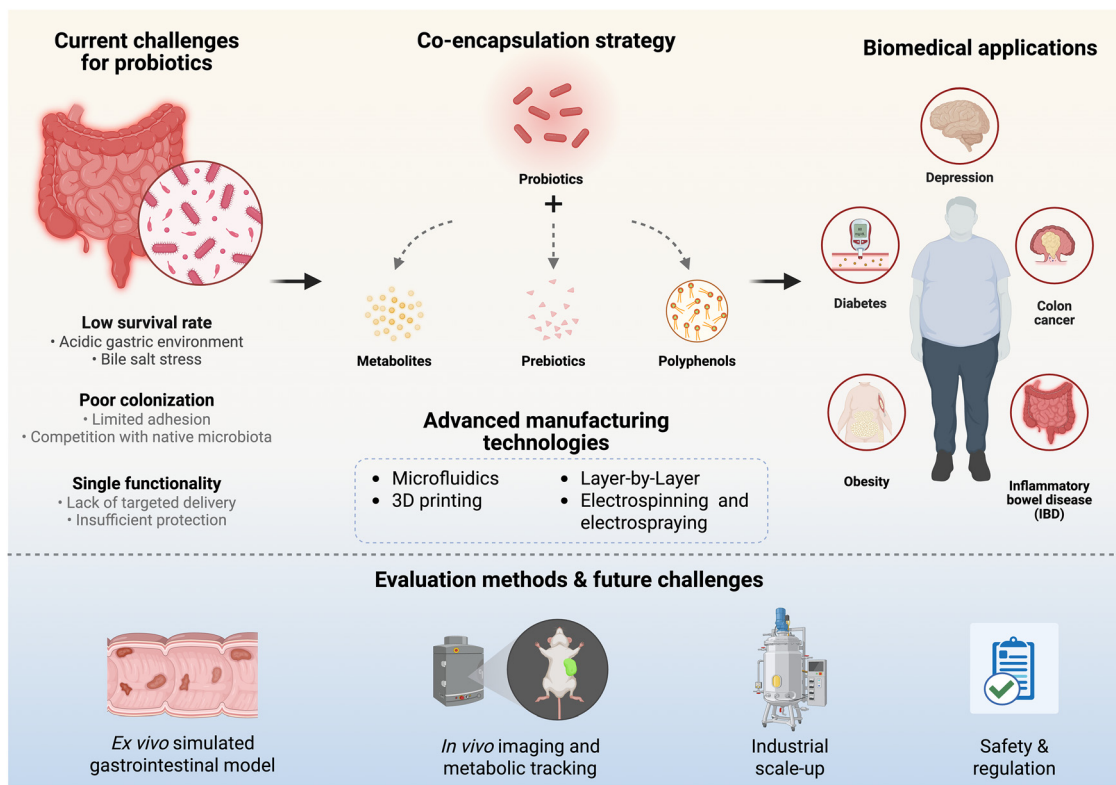 Current challenges
for probiotics
Low survival rate
• Acidic gastric environment
• Bile salt stress
Poor colonization
• Limited adhesion
• Competition with native microbiota
Single functionality
• Lack of targeted delivery
• Insufficient protection
Co-encapsulation strategy
Probiotics
+
Metabolites
Prebiotics
Polyphenols
Advanced manufacturing
technologies
• Microfluidics
• 3D printing
• Layer-by-Layer
• Electrospinning and
electrospraying
Biomedical applications
Depression
Diabetes
Colon
cancer
Obesity
Inflammatory
bowel disease
(IBD)
Evaluation methods & future challenges
Ex vivo simulated
gastrointestinal model
In vivo imaging and
metabolic tracking
Industrial
scale-up
Safety &
regulation